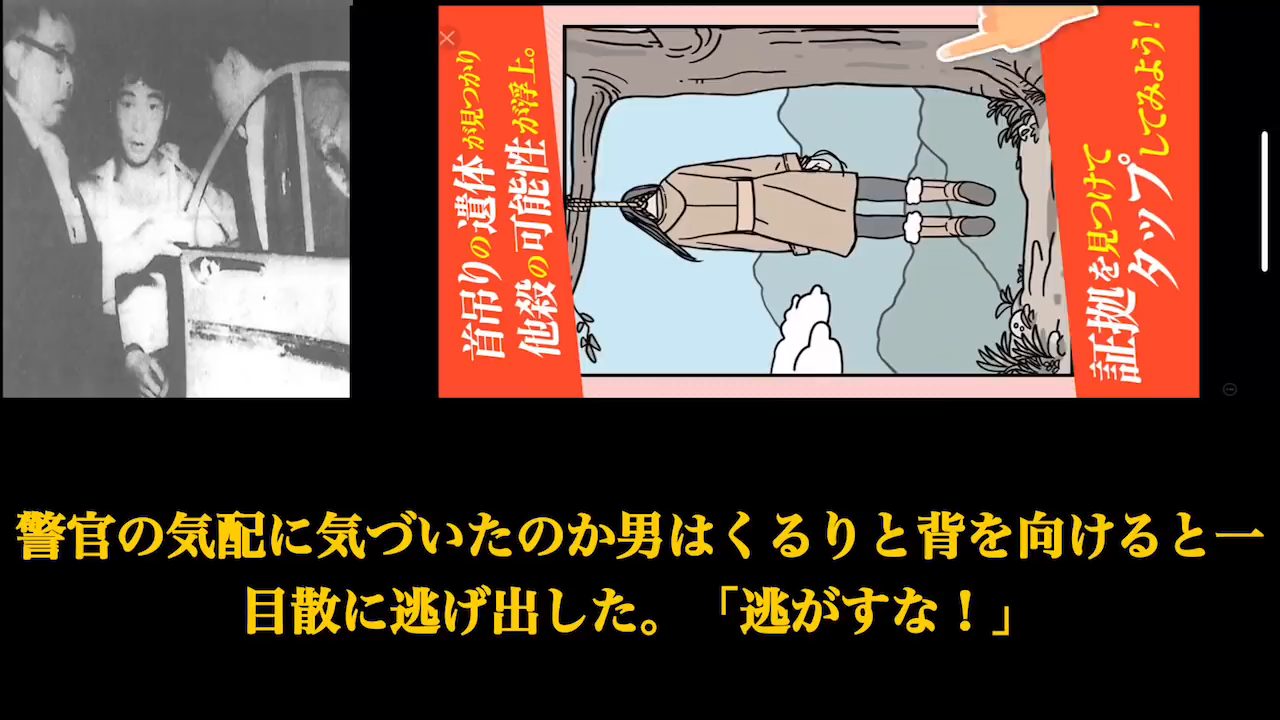 首吊りの遺体が見つかり
他殺の可能性が浮上。
証拠を見つけて
タップしてみよう!
警官の気配に気づいたのか男はくるりと背を向けると一
目散に逃げ出した。「逃がすな！」